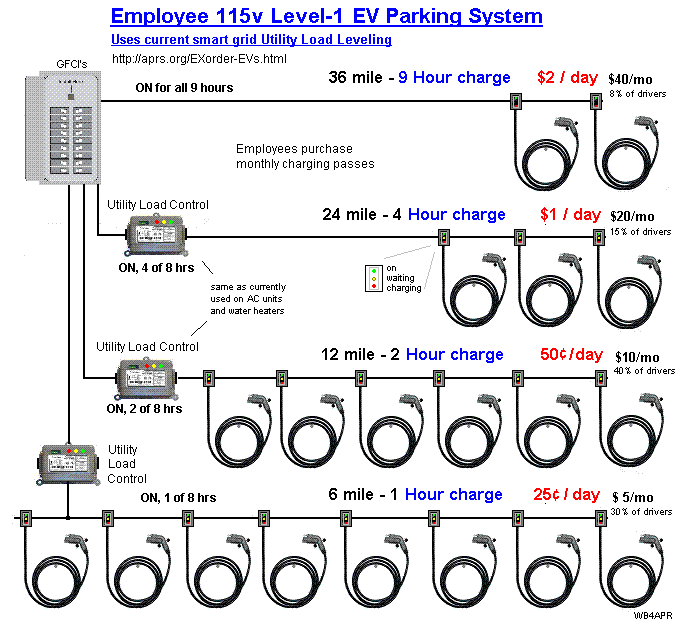 Employee 115v Level-1 EV Parking System
Uses current smart grid Utility Load Leveling
http://aprs.org/EXorder-EVs.html
GFCI's
ON for all 9 hours
36 mile - 9 Hour charge $2 / day $40/mo
8% of drivers
Employees purchase
monthly charging passes
Utility Load Control
24 mile - 4 Hour charge $1 / day $20/mo
15% of drivers
ON, 4 of 8 hrs
on
waiting
charging
same as currently
used on AC units
and water heaters
Utility Load Control
12 mile - 2 Hour charge 50¢/day $10/mo
40% of drivers
ON, 2 of 8 hrs
Utility
Load
Control
ON, 1 of 8 hrs
6 mile - 1 Hour charge 25¢ / day $ 5/mo
30% of drivers
WB4APR